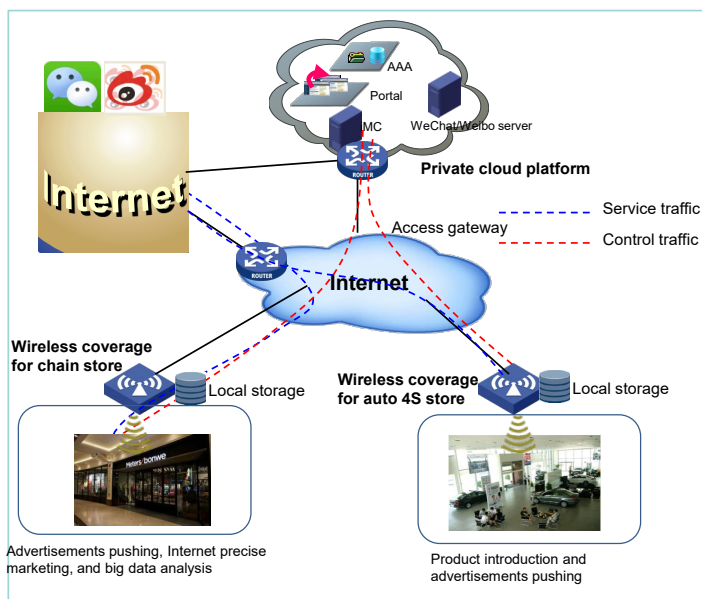 AAA
Portal
MC
WeChat/Weibo server
ROUTER
Private cloud platform
Internet
Access gateway
Service traffic
Control traffic
ROUTER
Internet
Wireless coverage
for chain store
Local storage
Wireless coverage
for auto 4S store
Local storage
Meters/bonwe
Advertisements pushing, Internet precise
marketing, and big data analysis
Product introduction and
advertisements pushing